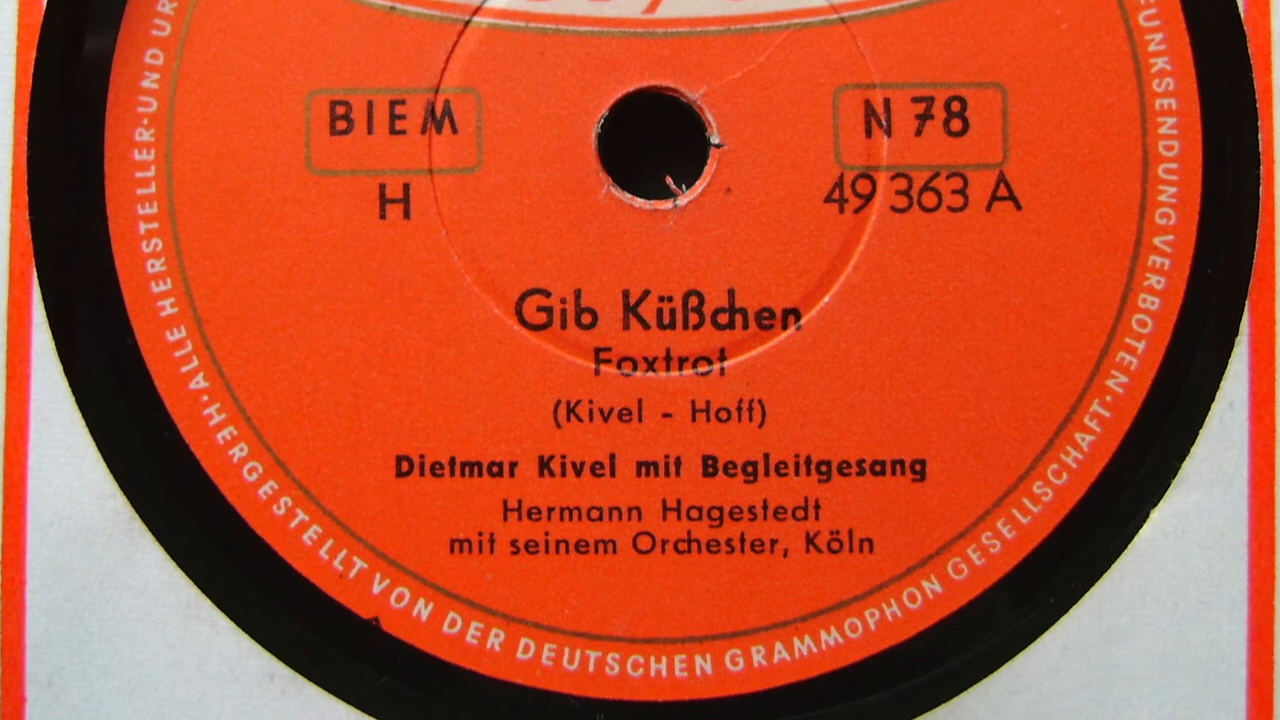 BIEM
H
N 78
49 363 A
Gib Küßchen
Foxtrot
(Kivel - Hoff)
Dietmar Kivel mit Begleitgesang
Hermann Hagestedt
mit seinem Orchester, Köln
ALLE HERSTELLER-UND UR
FUNKSENDUNG VERBOTEN·
HERGESTELLT VON DER DEUTSCHEN GRAMMOPHON GESELLSCHAFT·